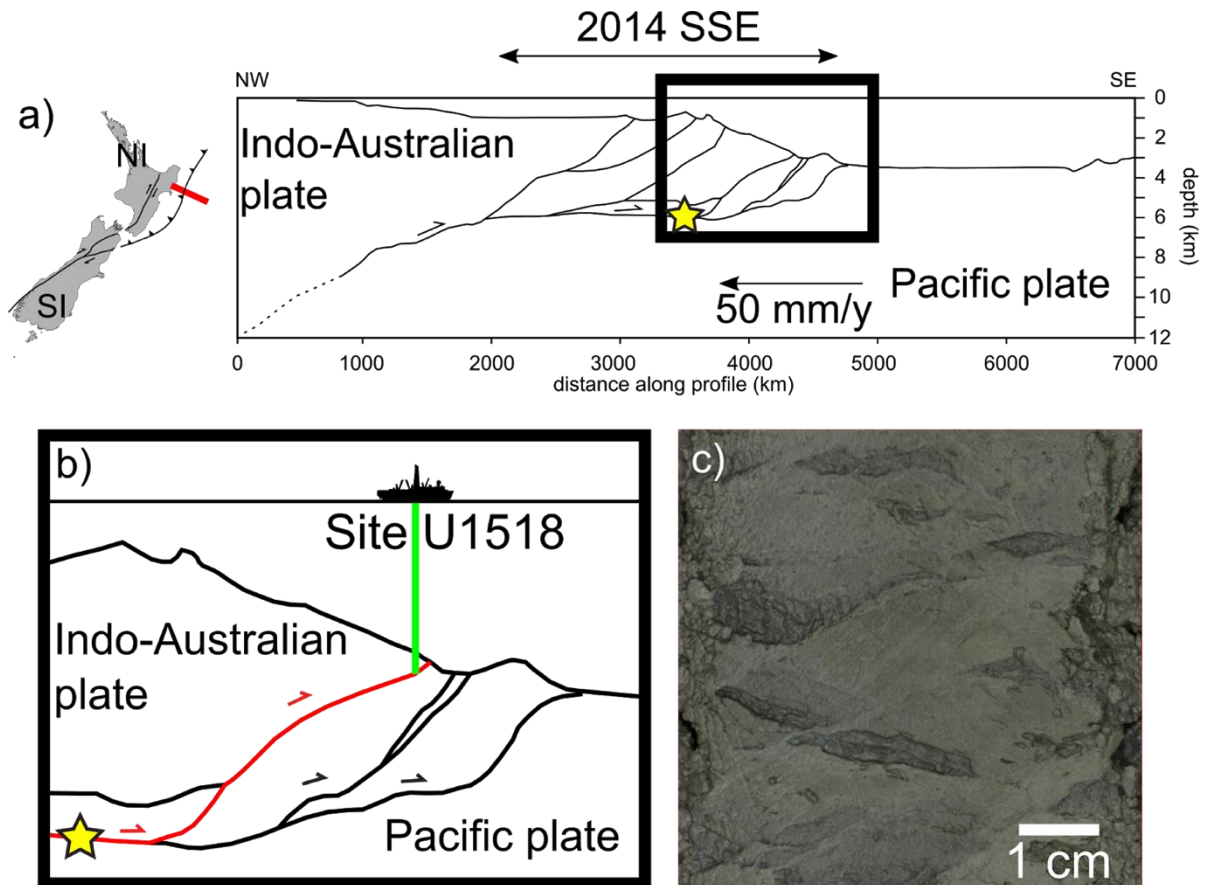 2014 SSE
a)
NW
SE
NI
SI
Indo-Australian
plate
Pacific plate
50 mm/y
0
2
4
6
8
10
12
depth (km)
0
1000
2000
3000
4000
5000
6000
7000
distance along profile (km)
b)
Site U1518
Indo-Australian
plate
Pacific plate
c)
1 cm